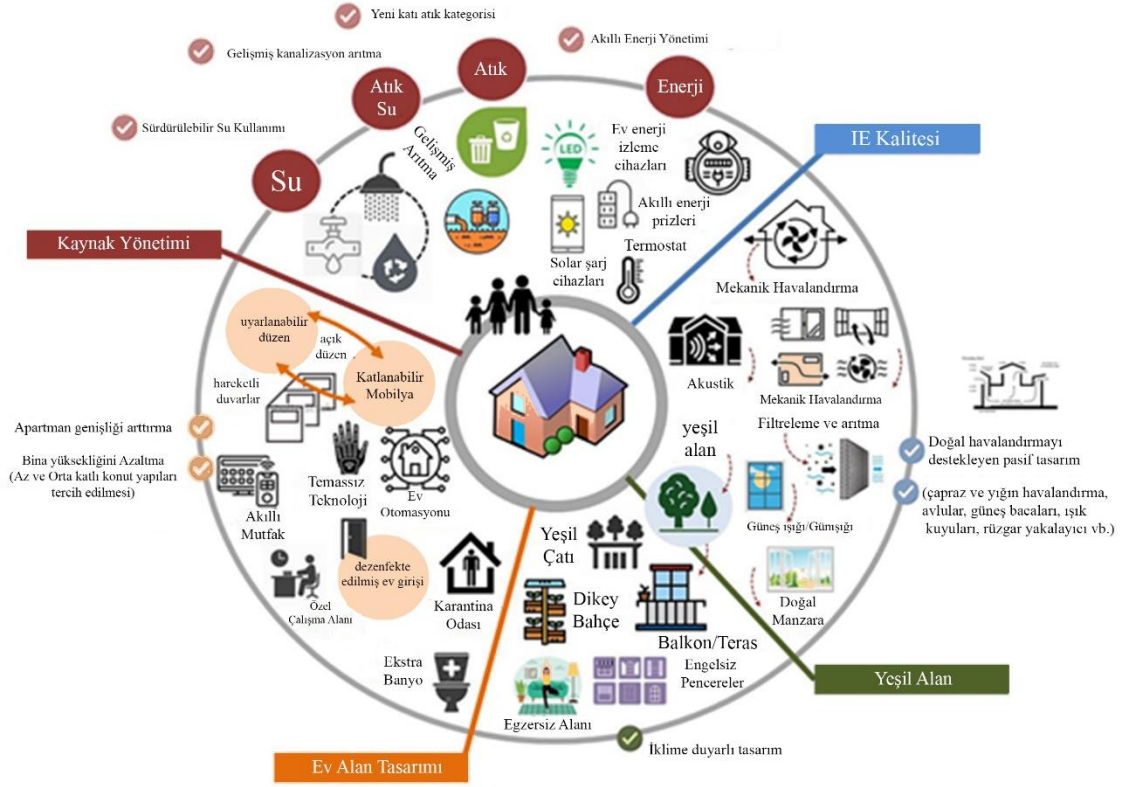 Yeni katı atık kategorisi
Gelişmiş kanalizasyon arıtma
Akıllı Enerji Yönetimi
Sürdürülebilir Su Kullanımı
Su
Atık
Su
Atık
Enerji
Kaynak Yönetimi
IE Kalitesi
Gelişmiş
Arıtma
LED
Ev enerji
izleme
cihazları
Akıllı enerji
prizleri
Solar şarj
cihazları
Termostat
Mekanik Havalandırma
Akustik
Mekanik Havalandırma
Filtreleme ve arıtma
Güneş ışığı/Günışığı
Doğal
Manzara
Doğal havalandırmayı
destekleyen pasif tasarım
(çapraz ve yığın havalandırma,
avlular, güneş bacaları, ışık
kuyuları, rüzgar yakalayıcı vb.)
uyarlanabilir
düzen
açık
düzen
Katlanabilir
Mobilya
hareketli
duvarlar
Apartman genişliği arttırma
Bina yüksekliğini Azaltma
(Az ve Orta katlı konut yapıları
tercih edilmesi)
Akıllı
Mutfak
Temassız
Teknoloji
Ev
Otomasyonu
Özel
Çalışma Alanı
dezenfekte
edilmiş ev girişi
Karantina
Odası
Ekstra
Banyo
Ev Alan Tasarımı
yeşil
alan
Yeşil
Çatı
Dikey
Bahçe
Balkon/Teras
Egzersiz Alanı
Engelsiz
Pencereler
Yeşil Alan
İklime duyarlı tasarım